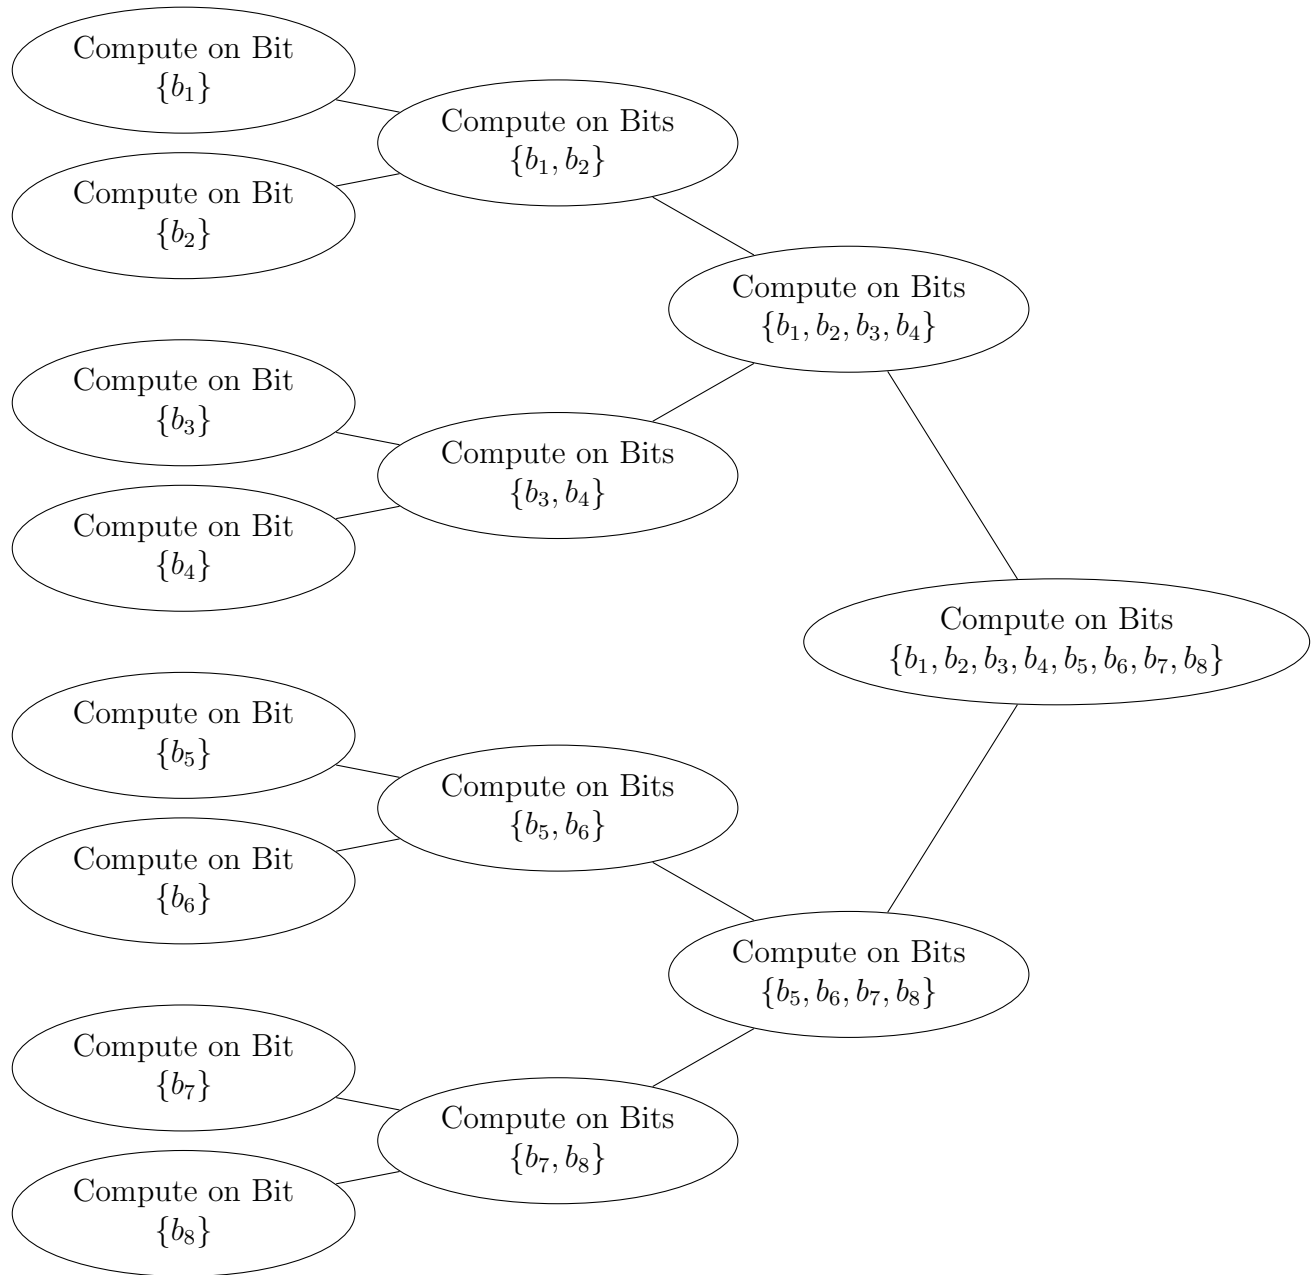 Compute on Bit
{b₁}
Compute on Bits
{b₁, b₂}
Compute on Bit
{b₂}
Compute on Bits
{b₁, b₂, b₃, b₄}
Compute on Bit
{b₃}
Compute on Bits
{b₃, b₄}
Compute on Bit
{b₄}
Compute on Bits
{b₁, b₂, b₃, b₄, b₅, b₆, b₇, b₈}
Compute on Bit
{b₅}
Compute on Bits
{b₅, b₆}
Compute on Bit
{b₆}
Compute on Bits
{b₅, b₆, b₇, b₈}
Compute on Bit
{b₇}
Compute on Bits
{b₇, b₈}
Compute on Bit
{b₈}